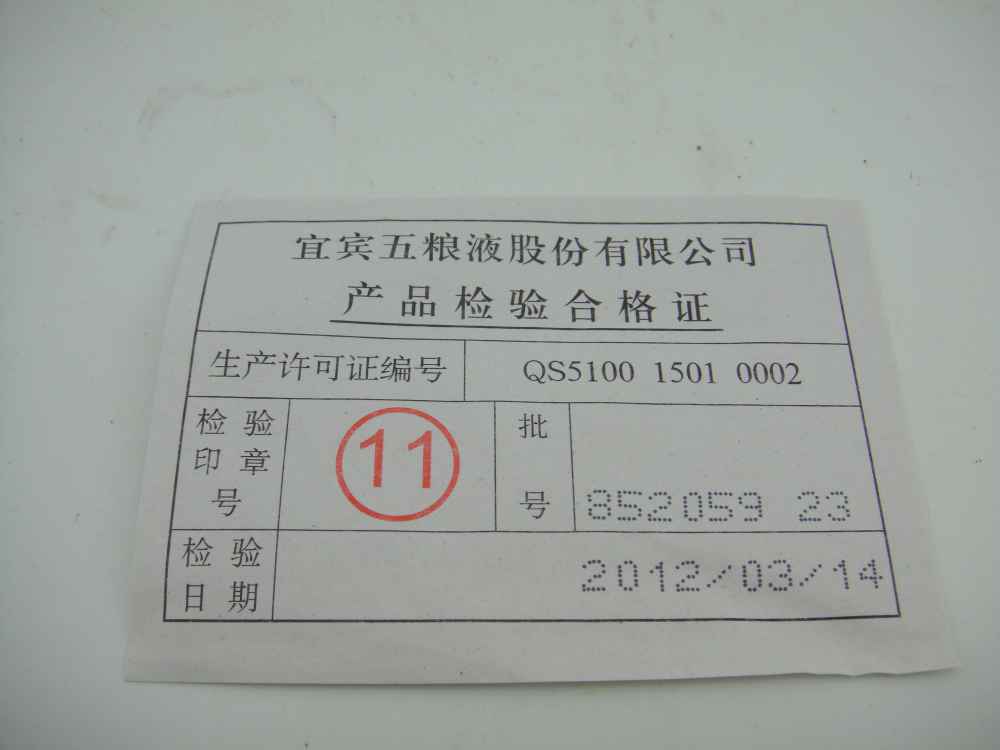 宜宾五粮液股份有限公司
产品检验合格证
生产许可证编号 QS5100 1501 0002
检验印章号 11 批号 852059 23
检验日期 2012/03/14